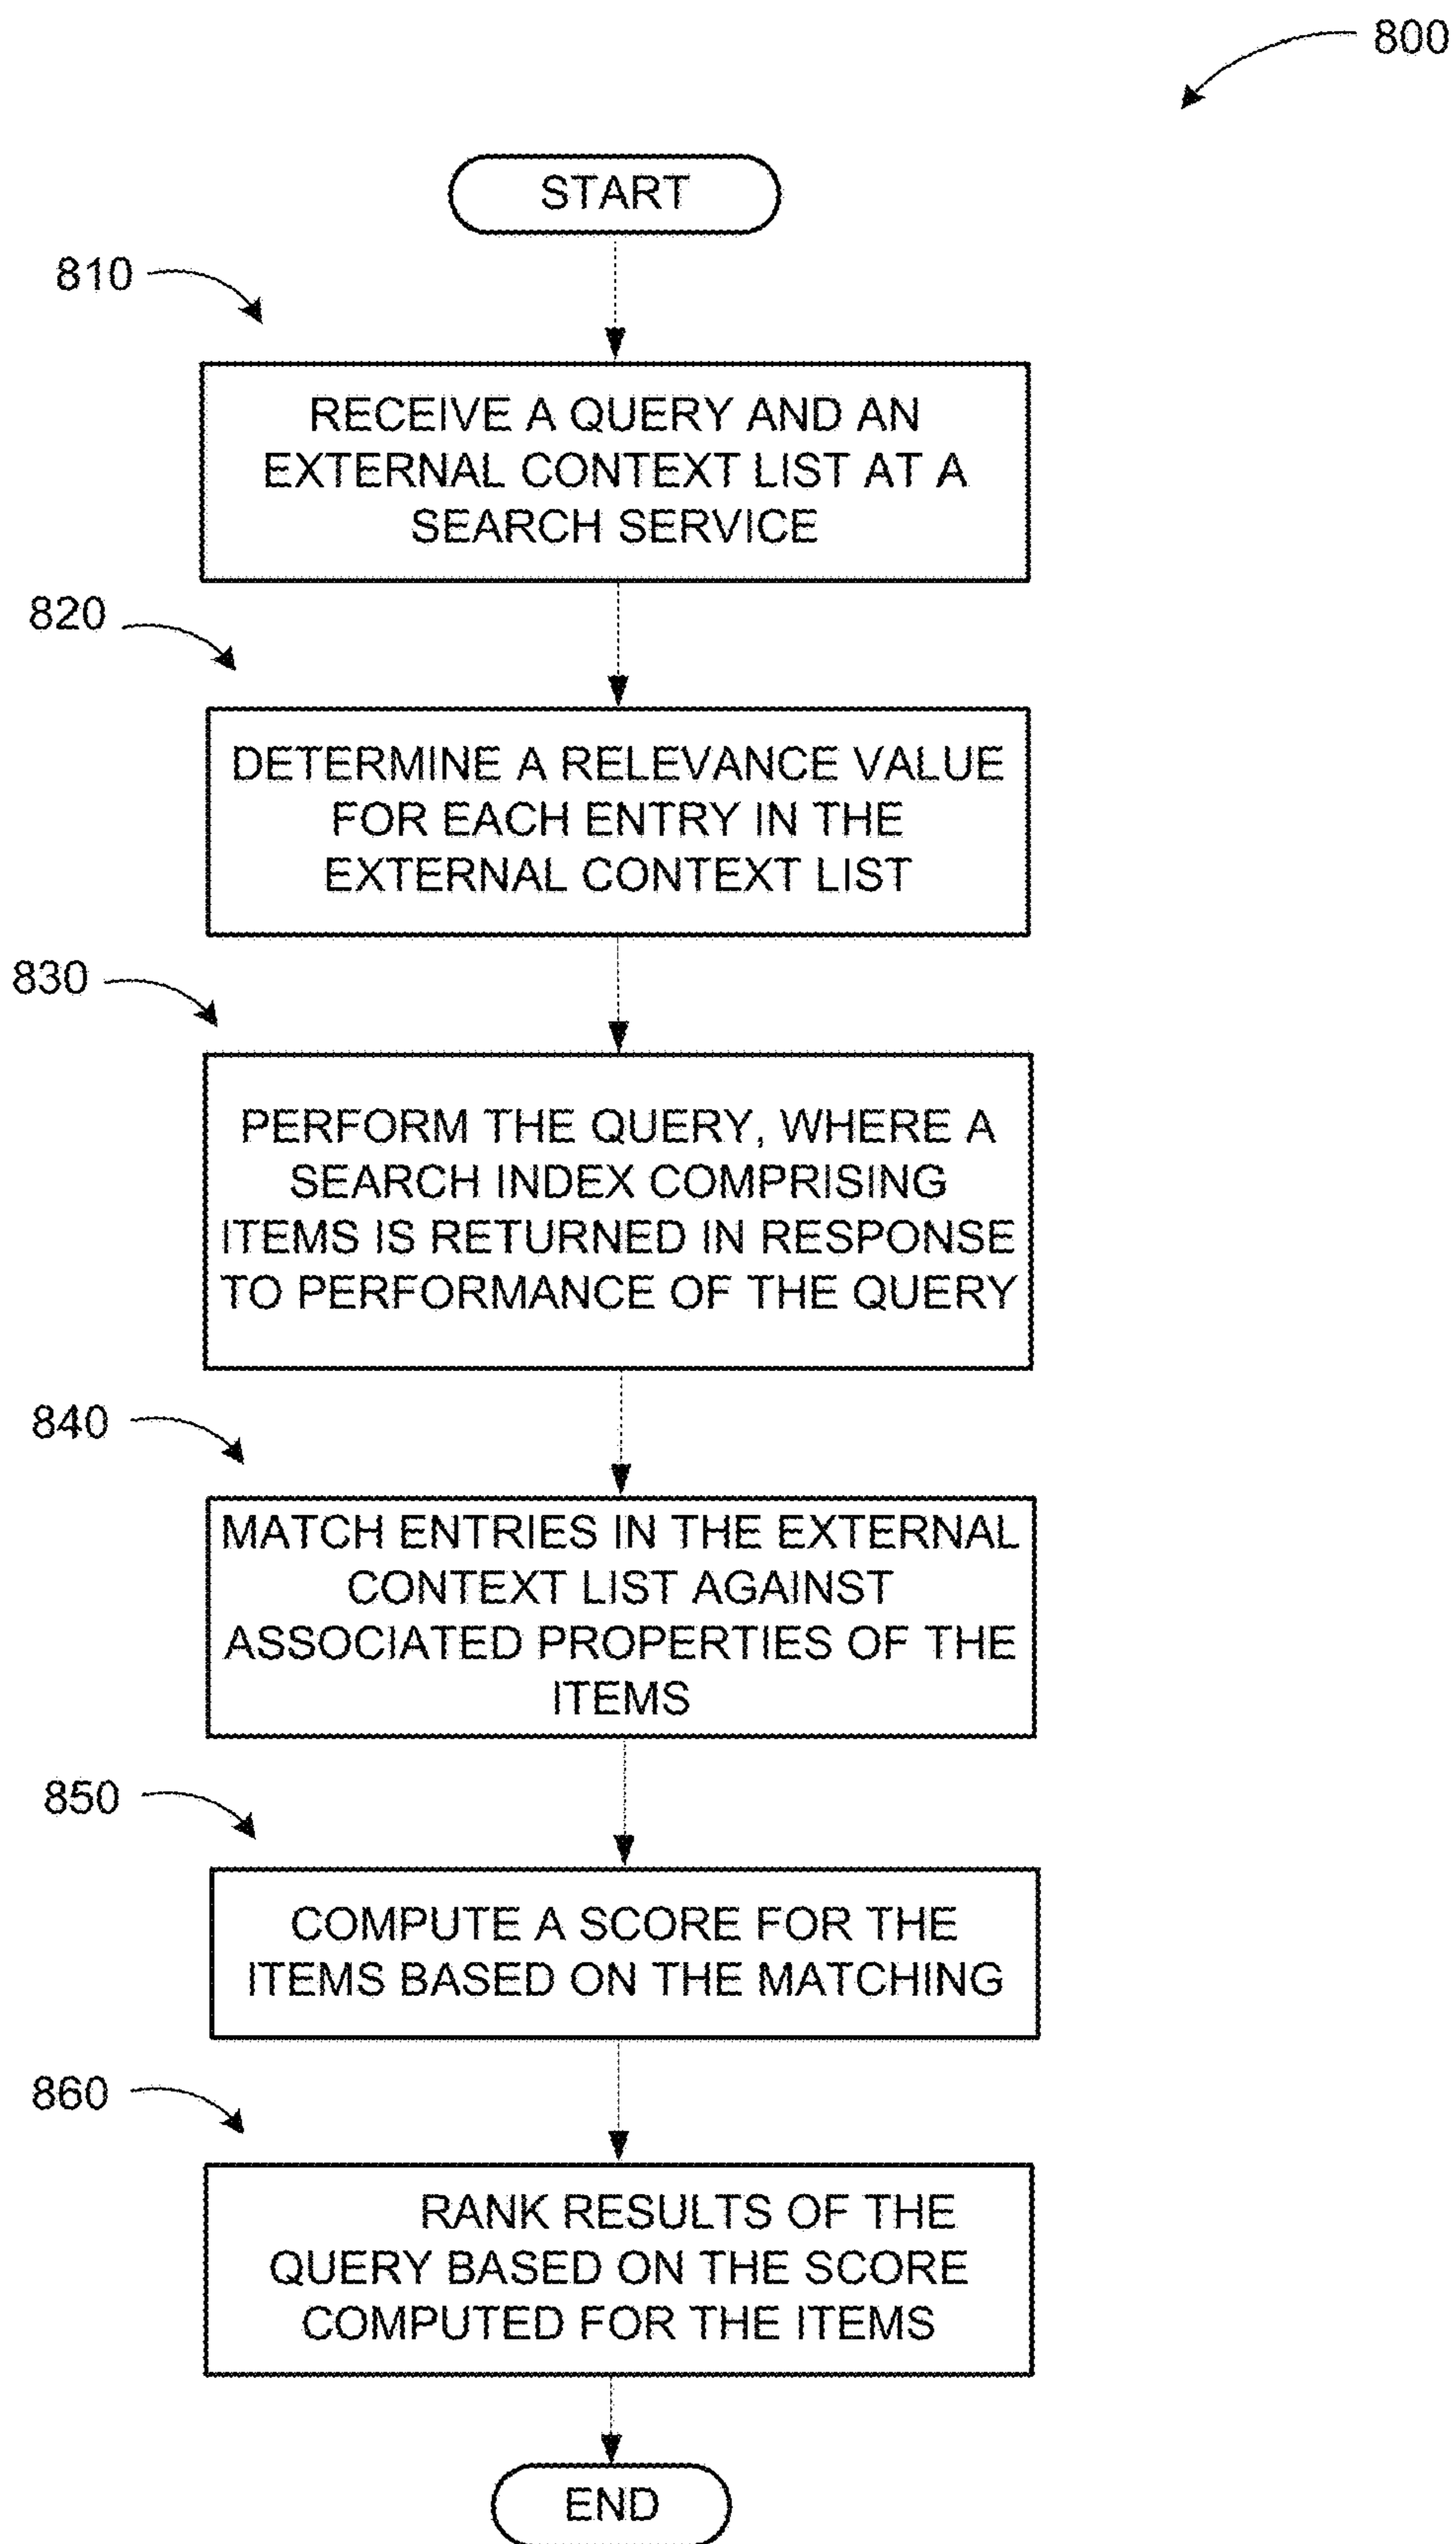 800
START
810
RECEIVE A QUERY AND AN
EXTERNAL CONTEXT LIST AT A
SEARCH SERVICE
820
DETERMINE A RELEVANCE VALUE
FOR EACH ENTRY IN THE
EXTERNAL CONTEXT LIST
830
PERFORM THE QUERY, WHERE A
SEARCH INDEX COMPRISING
ITEMS IS RETURNED IN RESPONSE
TO PERFORMANCE OF THE QUERY
840
MATCH ENTRIES IN THE EXTERNAL
CONTEXT LIST AGAINST
ASSOCIATED PROPERTIES OF THE
ITEMS
850
COMPUTE A SCORE FOR THE
ITEMS BASED ON THE MATCHING
860
RANK RESULTS OF THE
QUERY BASED ON THE SCORE
COMPUTED FOR THE ITEMS
END